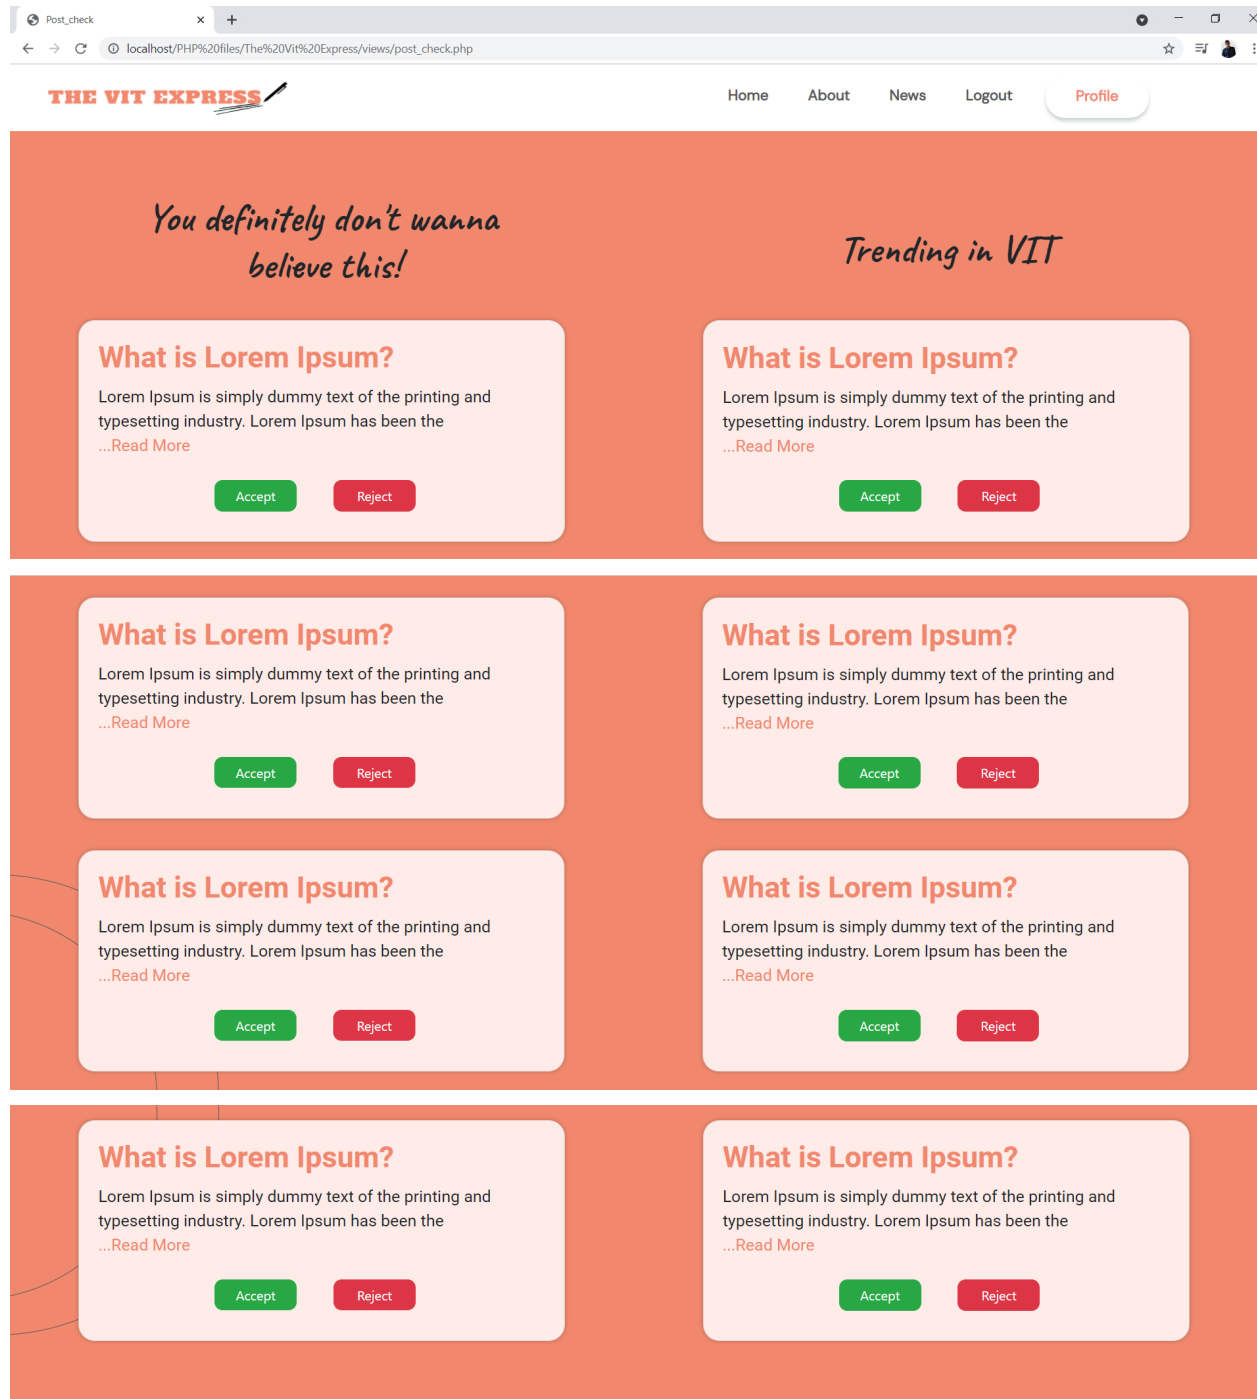 Post_check
localhost/PHP%20files/The%20Vit%20Express/views/post_check.php
THE VIT EXPRESS
Home About News Logout Profile
You definitely don't wanna
believe this!
Trending in VIT
What is Lorem Ipsum?
Lorem Ipsum is simply dummy text of the printing and
typesetting industry. Lorem Ipsum has been the
...Read More
Accept Reject
What is Lorem Ipsum?
Lorem Ipsum is simply dummy text of the printing and
typesetting industry. Lorem Ipsum has been the
...Read More
Accept Reject
What is Lorem Ipsum?
Lorem Ipsum is simply dummy text of the printing and
typesetting industry. Lorem Ipsum has been the
...Read More
Accept Reject
What is Lorem Ipsum?
Lorem Ipsum is simply dummy text of the printing and
typesetting industry. Lorem Ipsum has been the
...Read More
Accept Reject
What is Lorem Ipsum?
Lorem Ipsum is simply dummy text of the printing and
typesetting industry. Lorem Ipsum has been the
...Read More
Accept Reject
What is Lorem Ipsum?
Lorem Ipsum is simply dummy text of the printing and
typesetting industry. Lorem Ipsum has been the
...Read More
Accept Reject
What is Lorem Ipsum?
Lorem Ipsum is simply dummy text of the printing and
typesetting industry. Lorem Ipsum has been the
...Read More
Accept Reject
What is Lorem Ipsum?
Lorem Ipsum is simply dummy text of the printing and
typesetting industry. Lorem Ipsum has been the
...Read More
Accept Reject